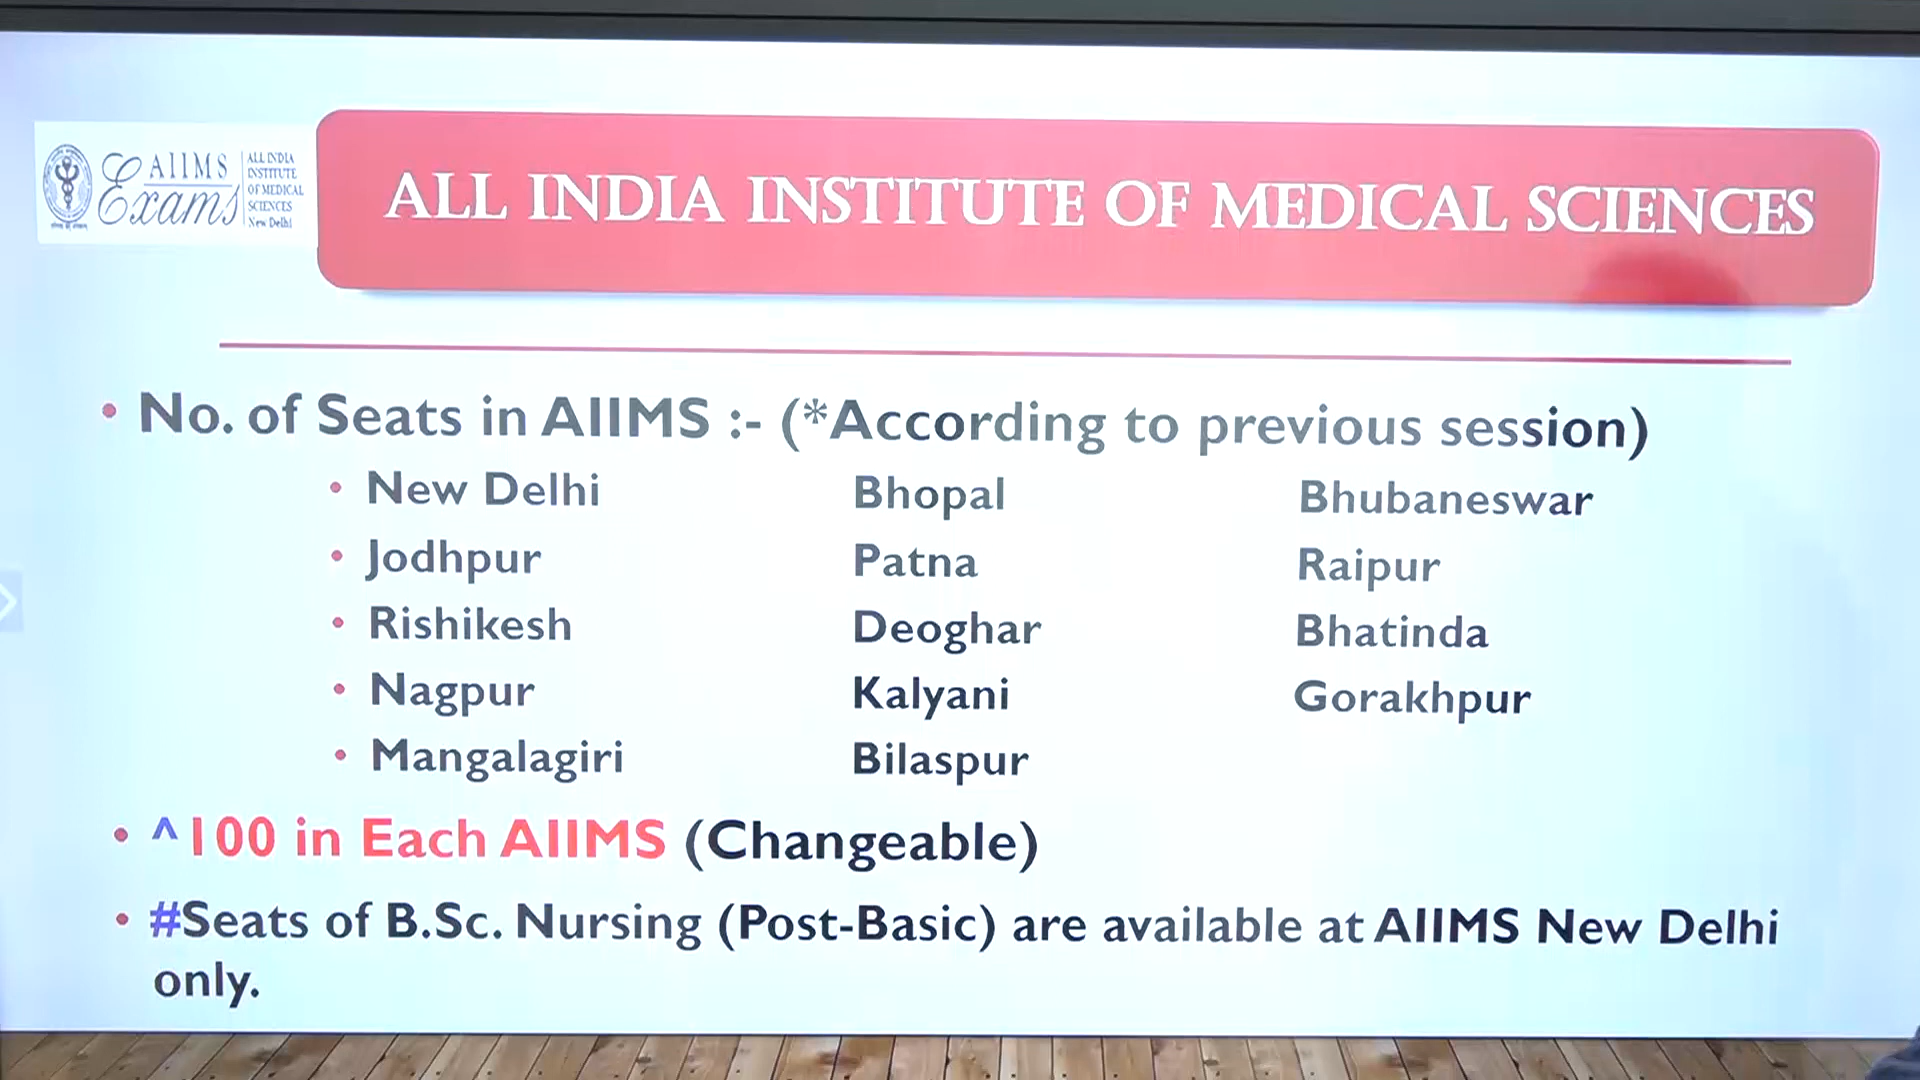 AIIMS
Exams
ALL INDIA
INSTITUTE
OF MEDICAL
SCIENCES
New Delhi
ALL INDIA INSTITUTE OF MEDICAL SCIENCES
• No. of Seats in AIIMS :- (*According to previous session)
• New Delhi Bhopal Bhubaneswar
• Jodhpur Patna Raipur
• Rishikesh Deoghar Bhatinda
• Nagpur Kalyani Gorakhpur
• Mangalagiri Bilaspur
• ^100 in Each AIIMS (Changeable)
• #Seats of B.Sc. Nursing (Post-Basic) are available at AIIMS New Delhi
only.